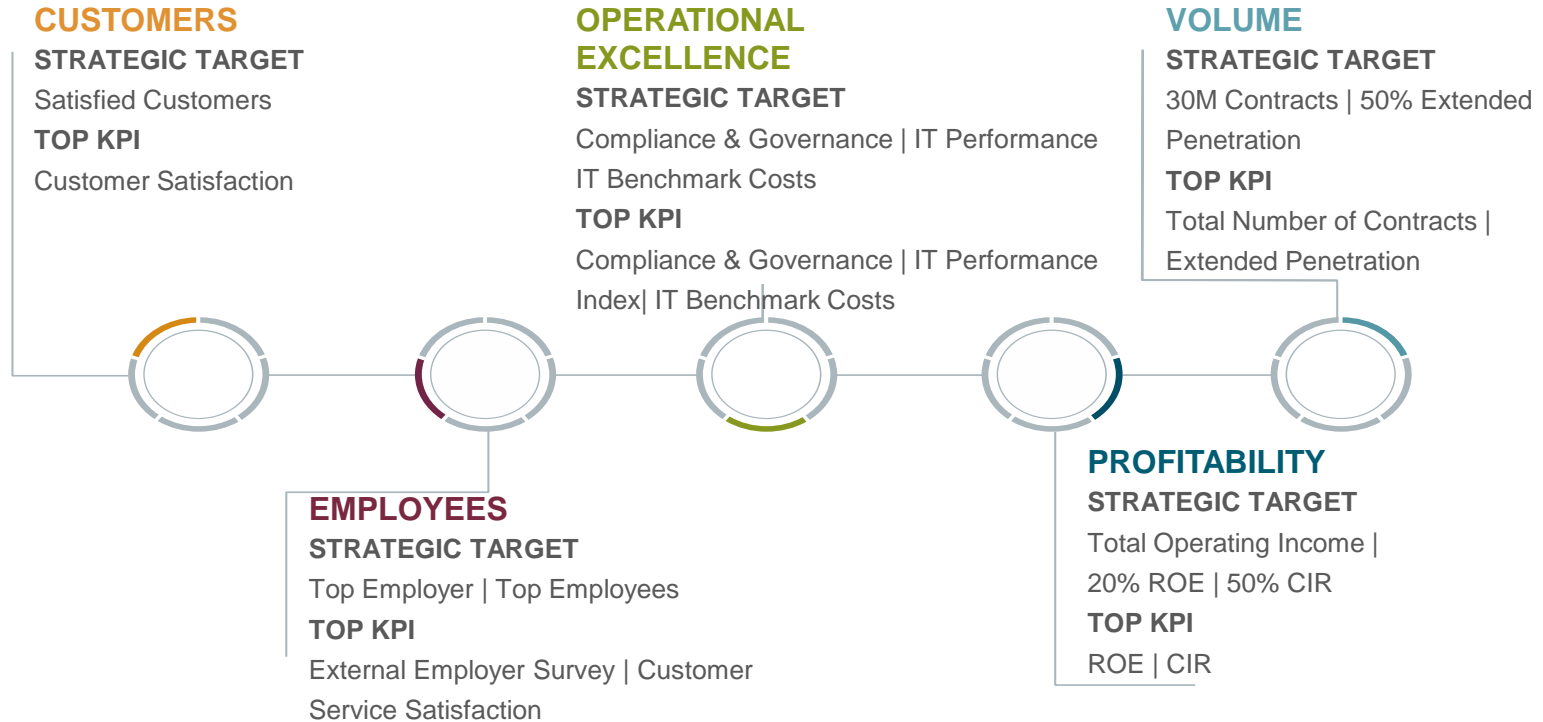 CUSTOMERS
STRATEGIC TARGET
Satisfied Customers
TOP KPI
Customer Satisfaction
OPERATIONAL
EXCELLENCE
STRATEGIC TARGET
Compliance & Governance | IT Performance
IT Benchmark Costs
TOP KPI
Compliance & Governance | IT Performance
Index| IT Benchmark Costs
VOLUME
STRATEGIC TARGET
30M Contracts | 50% Extended
Penetration
TOP KPI
Total Number of Contracts |
Extended Penetration
EMPLOYEES
STRATEGIC TARGET
Top Employer | Top Employees
TOP KPI
External Employer Survey | Customer
Service Satisfaction
PROFITABILITY
STRATEGIC TARGET
Total Operating Income |
20% ROE | 50% CIR
TOP KPI
ROE | CIR